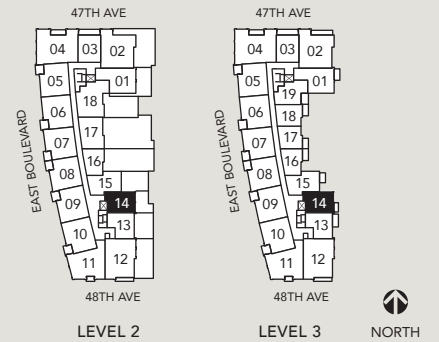 47TH AVE
04 03 02
05 01
06 18
07 17
08 16
15
09 14
10 13
11 12
EAST BOULEVARD
48TH AVE
LEVEL 2
47TH AVE
04 03 02
05 01
19
06 18
07 17
08 16
15
09 14
10 13
11 12
EAST BOULEVARD
48TH AVE
LEVEL 3
NORTH